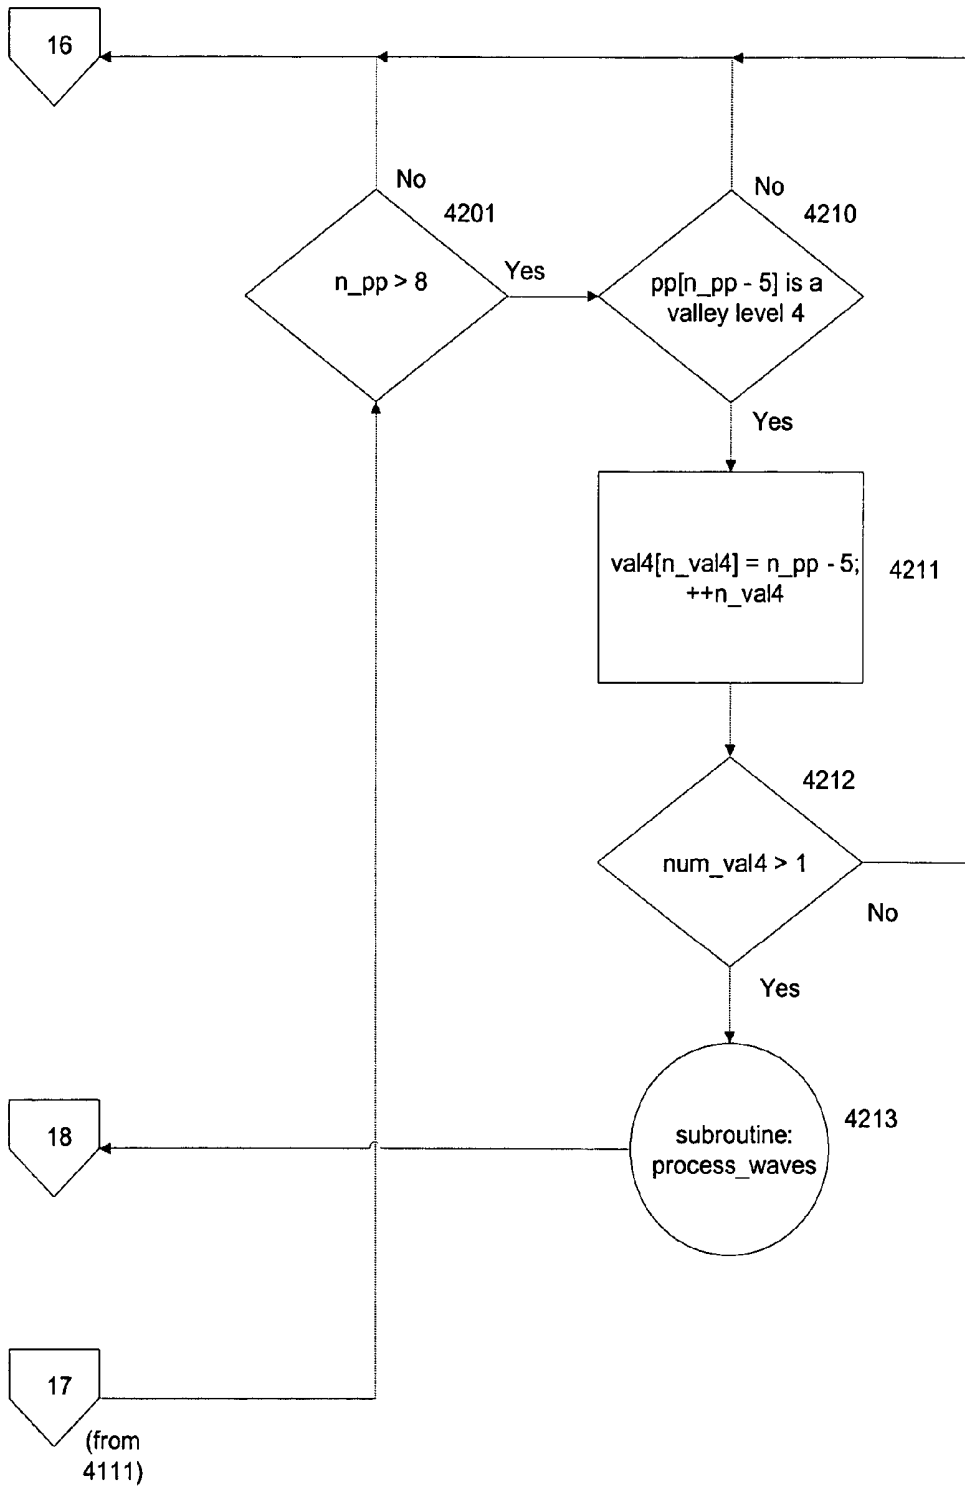 16
No
4201
n_pp > 8
Yes
No
4210
pp[n_pp - 5] is a
valley level 4
Yes
val4[n_val4] = n_pp - 5;
++n_val4
4211
4212
num_val4 > 1
No
Yes
18
subroutine:
process_waves
4213
17
(from
4111)